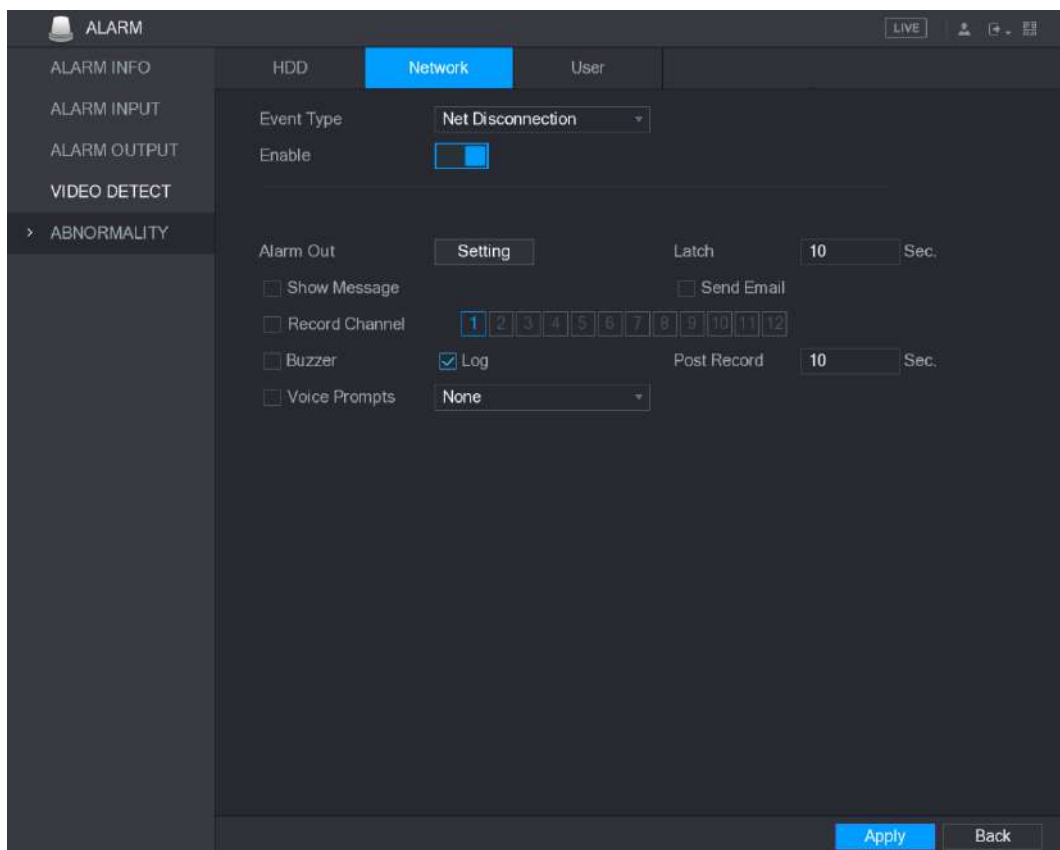 ALARM
LIVE
ALARM INFO
ALARM INPUT
ALARM OUTPUT
VIDEO DETECT
ABNORMALITY
HDD Network User
Event Type Net Disconnection
Enable
Alarm Out Setting Latch 10 Sec.
Show Message Send Email
Record Channel 1 2 3 4 5 6 7 8 9 10 11 12
Buzzer Log Post Record 10 Sec.
Voice Prompts None
Apply Back